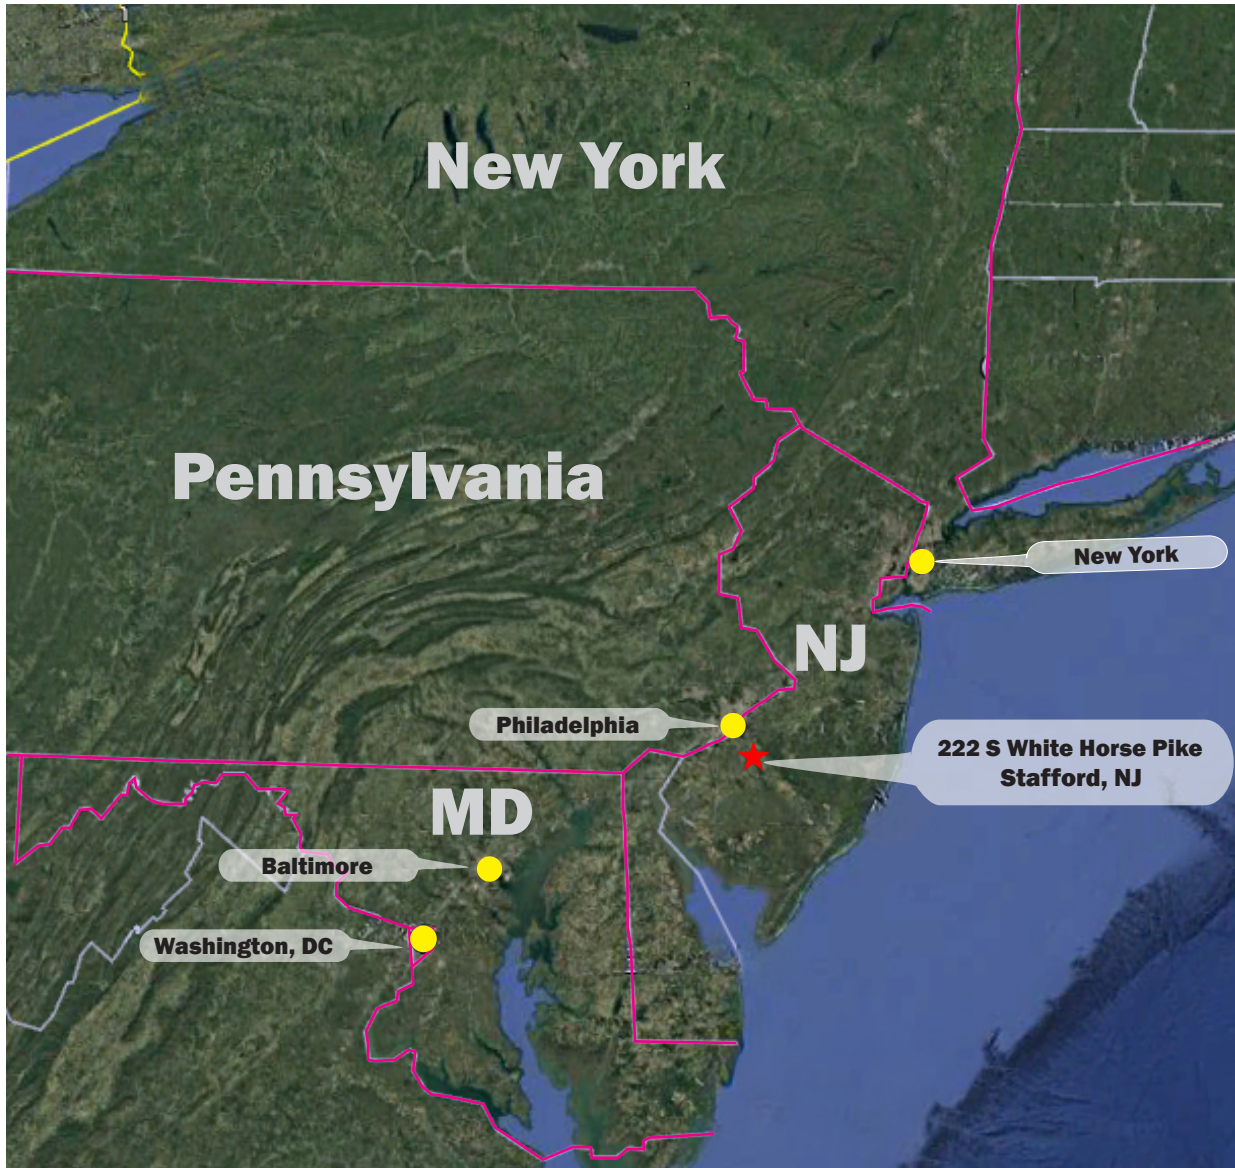 New York
Pennsylvania
New York
NJ
Philadelphia
222 S White Horse Pike
Stafford, NJ
MD
Baltimore
Washington, DC